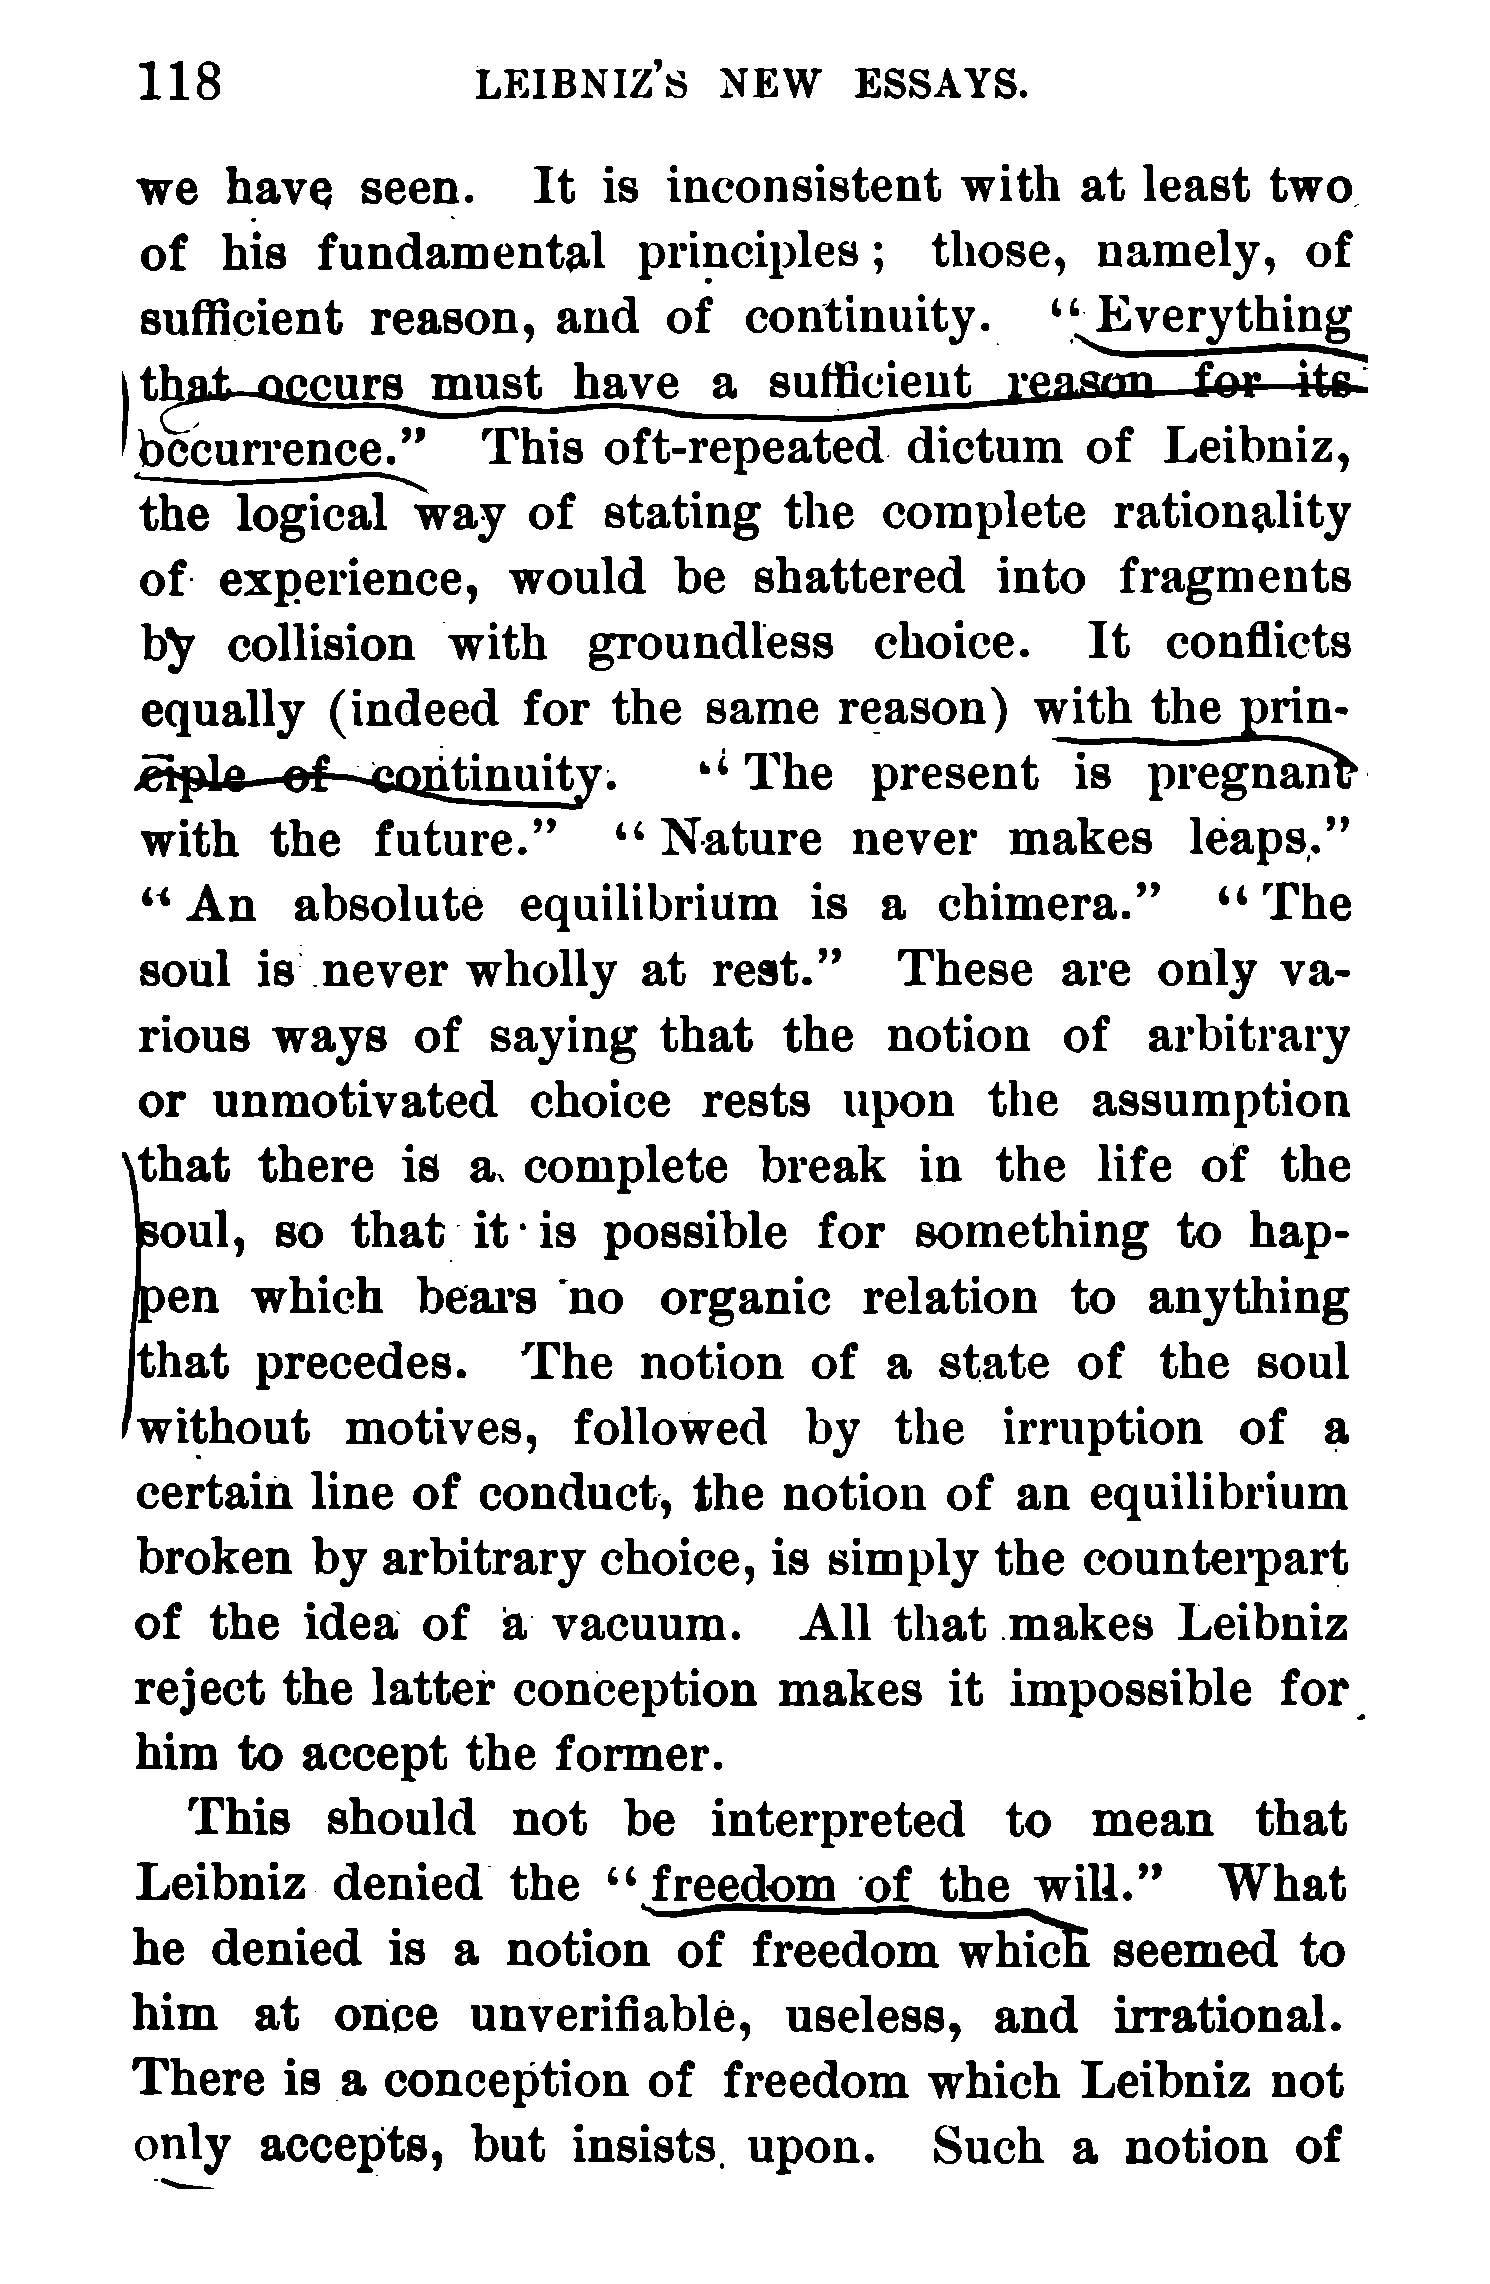 118 LEIBNIZ'S NEW ESSAYS.
we have seen. It is inconsistent with at least two
of his fundamental principles; those, namely, of
sufficient reason, and of continuity. "Everything
that occurs must have a sufficient reason for its
occurrence." This oft-repeated dictum of Leibniz,
the logical way of stating the complete rationality
of experience, would be shattered into fragments
by collision with groundless choice. It conflicts
equally (indeed for the same reason) with the prin-
ciple of continuity. "The present is pregnant
with the future." "Nature never makes leaps."
"An absolute equilibrium is a chimera." "The
soul is never wholly at rest." These are only va-
rious ways of saying that the notion of arbitrary
or unmotivated choice rests upon the assumption
that there is a complete break in the life of the
soul, so that it is possible for something to hap-
pen which bears no organic relation to anything
that precedes. The notion of a state of the soul
without motives, followed by the irruption of a
certain line of conduct, the notion of an equilibrium
broken by arbitrary choice, is simply the counterpart
of the idea of a vacuum. All that makes Leibniz
reject the latter conception makes it impossible for
him to accept the former.
This should not be interpreted to mean that
Leibniz denied the "freedom of the will." What
he denied is a notion of freedom which seemed to
him at once unverifiable, useless, and irrational.
There is a conception of freedom which Leibniz not
only accepts, but insists upon. Such a notion of